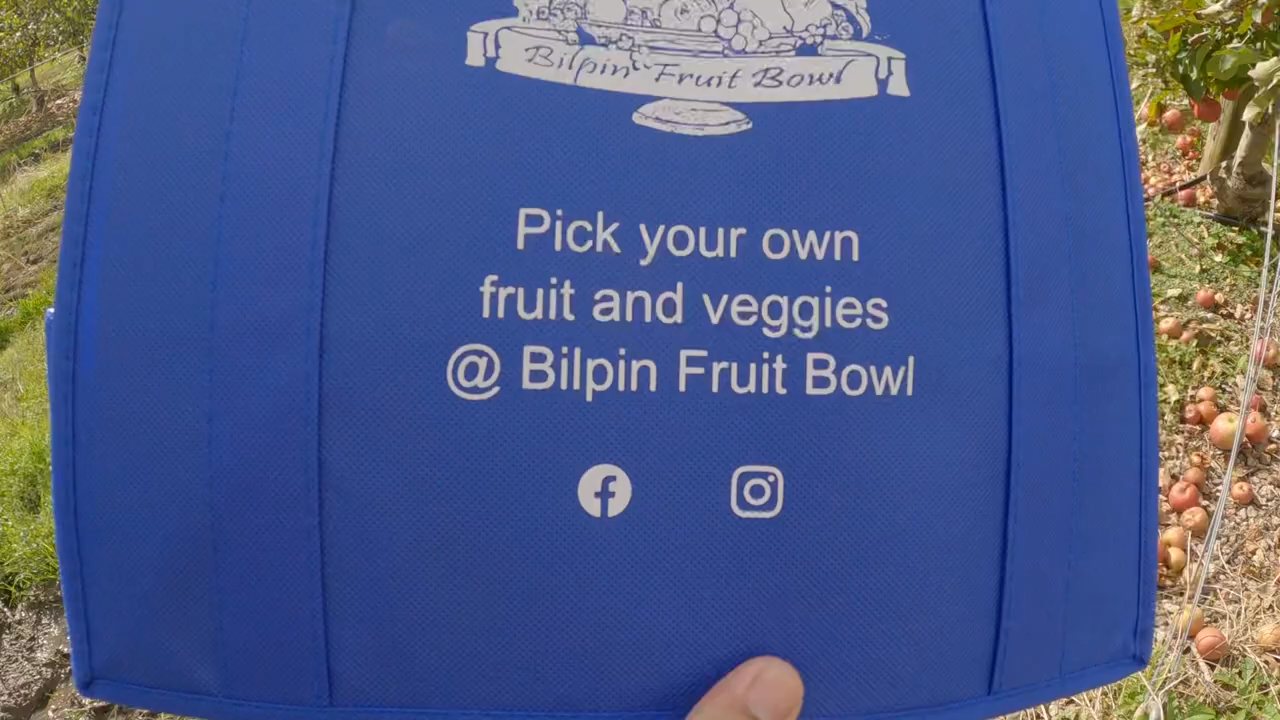 Bilpin Fruit Bowl
Pick your own
fruit and veggies
@ Bilpin Fruit Bowl